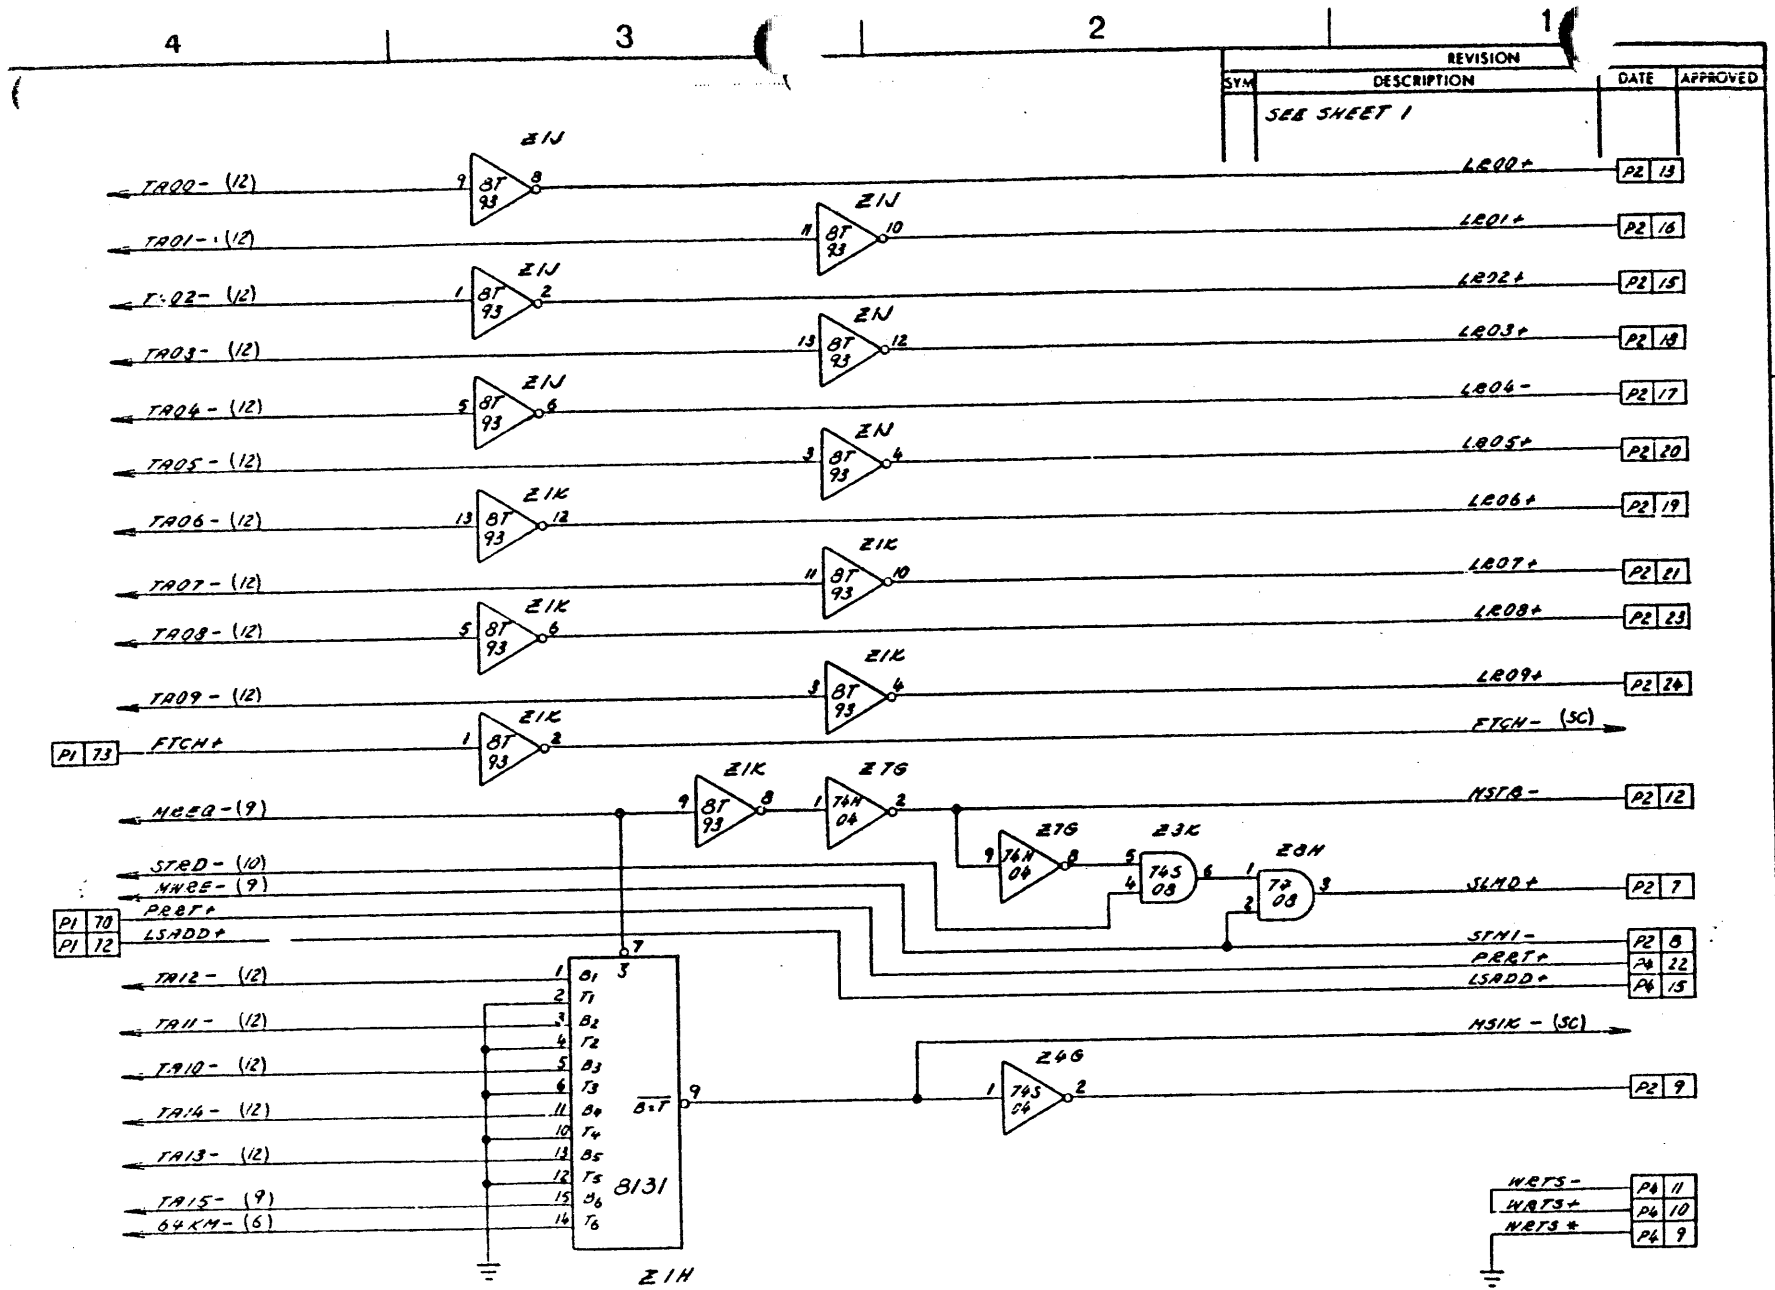 4 3 2 1
REVISION
SYM DESCRIPTION DATE APPROVED
SEE SHEET 1
Z1J
TA00- (12) 9 8T 93 8 LR00+ P2 13
Z1J
TA01- (12) 11 8T 93 10 LR01+ P2 16
Z1J
02- (12) 1 8T 93 2 LR02+ P2 15
Z1J
TA03- (12) 13 8T 93 12 LR03+ P2 18
Z1J
TA04- (12) 5 8T 93 6 LR04- P2 17
Z1J
TA05- (12) 3 8T 93 4 LR05+ P2 20
Z1K
TA06- (12) 13 8T 93 12 LR06+ P2 19
Z1K
TA07- (12) 11 8T 93 10 LR07+ P2 21
Z1K
TA08- (12) 5 8T 93 6 LR08+ P2 23
Z1K
TA09- (12) 3 8T 93 4 LR09+ P2 24
Z1K
P1 73 FTCH+ 1 8T 93 2 FTCH- (SC)
Z1K Z7G
MREQ- (9) 9 8T 93 8 1 74H 04 2 MSTB- P2 12
Z7G Z3K Z8H
9 74H 04 8 5 4 74S 08 6 1 2 74 08 3 SLMD+ P2 7
STRD- (10)
MWRE- (9)
P1 70 PRRT+
P1 72 LSADD+
STMI- P2 8
PRRT+ P4 22
LSADD+ P4 15
7
3
TA12- (12) 1 B1
2 T1
TA11- (12) 3 B2
4 T2
TA10- (12) 5 B3
6 T3
TA14- (12) 11 B4
10 T4
TA13- (12) 13 B5
12 T5
TA15- (9) 15 B6
64KM- (6) 14 T6
B=T 9
8131
Z1H
MSIK- (SC)
Z4G
1 74S 04 2 P2 9
WRTS- P4 11
WRTS+ P4 10
WRTS* P4 9